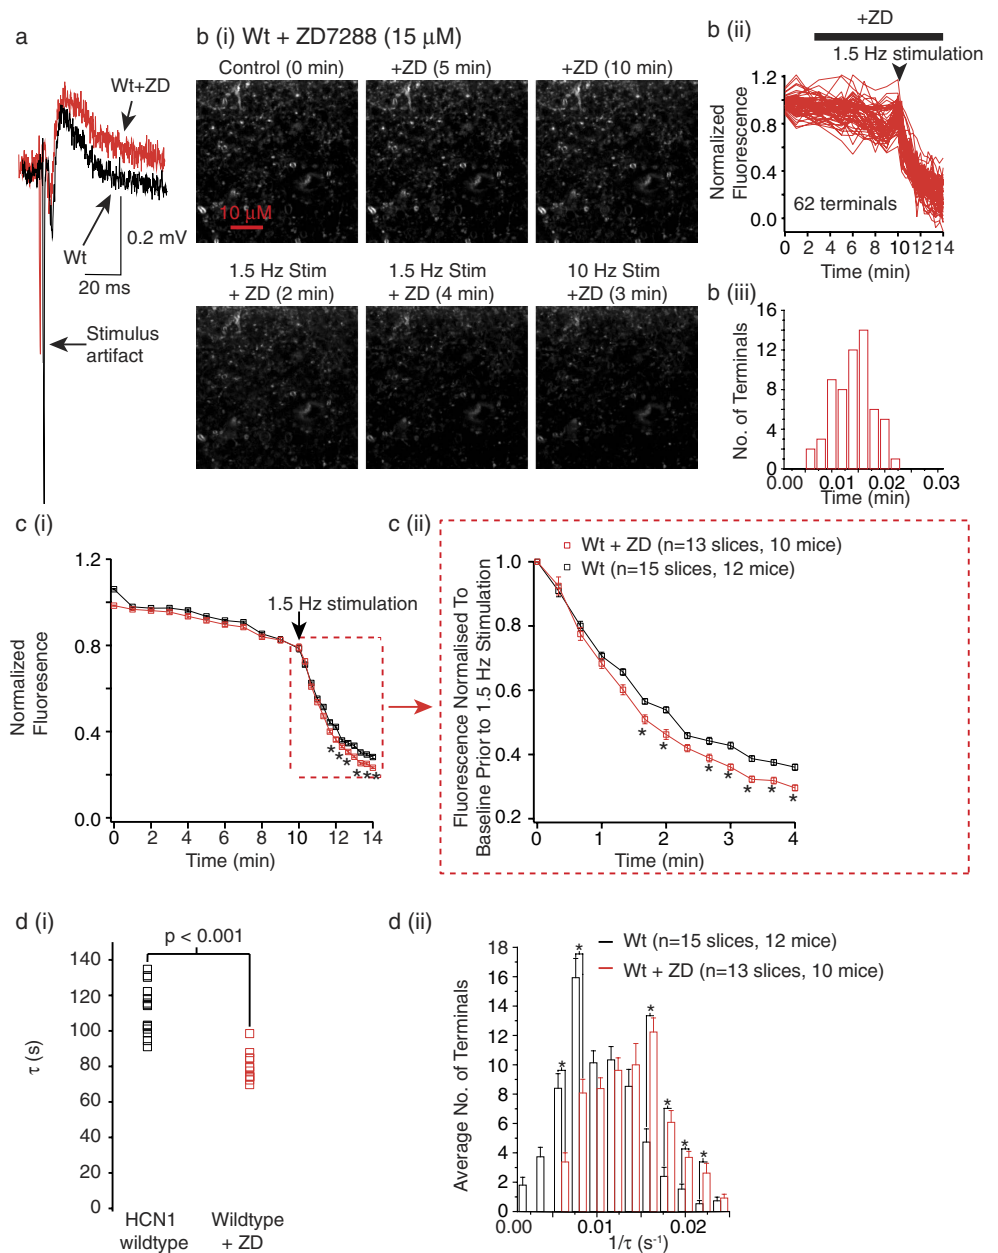 a
Wt+ZD
Wt
0.2 mV
20 ms
Stimulus
artifact
b (i) Wt + ZD7288 (15 μM)
Control (0 min)
+ZD (5 min)
+ZD (10 min)
10 μM
1.5 Hz Stim
+ ZD (2 min)
1.5 Hz Stim
+ ZD (4 min)
10 Hz Stim
+ZD (3 min)
b (ii)
+ZD
1.5 Hz stimulation
Normalized
Fluorescence
1.2
0.8
0.4
0.0
62 terminals
0 2 4 6 8 10 12 14
Time (min)
b (iii)
No. of Terminals
16
12
8
4
0
0.00 0.01 0.02 0.03
Time (min)
c (i)
Normalized
Fluorescence
1.2
0.8
0.4
0.0
1.5 Hz stimulation
* * * * * *
0 2 4 6 8 10 12 14
Time (min)
c (ii)
Wt + ZD (n=13 slices, 10 mice)
Wt (n=15 slices, 12 mice)
Fluorescence Normalised To
Baseline Prior to 1.5 Hz Stimulation
1.0
0.8
0.6
0.4
0.2
* * * * * * *
0 1 2 3 4
Time (min)
d (i)
p < 0.001
τ (s)
140
120
100
80
60
40
20
0
HCN1
wildtype
Wildtype
+ ZD
d (ii)
Wt (n=15 slices, 12 mice)
Wt + ZD (n=13 slices, 10 mice)
Average No. of Terminals
18
16
14
12
10
8
6
4
2
0
* * * * * *
0.00 0.01 0.02
1/τ (s⁻¹)